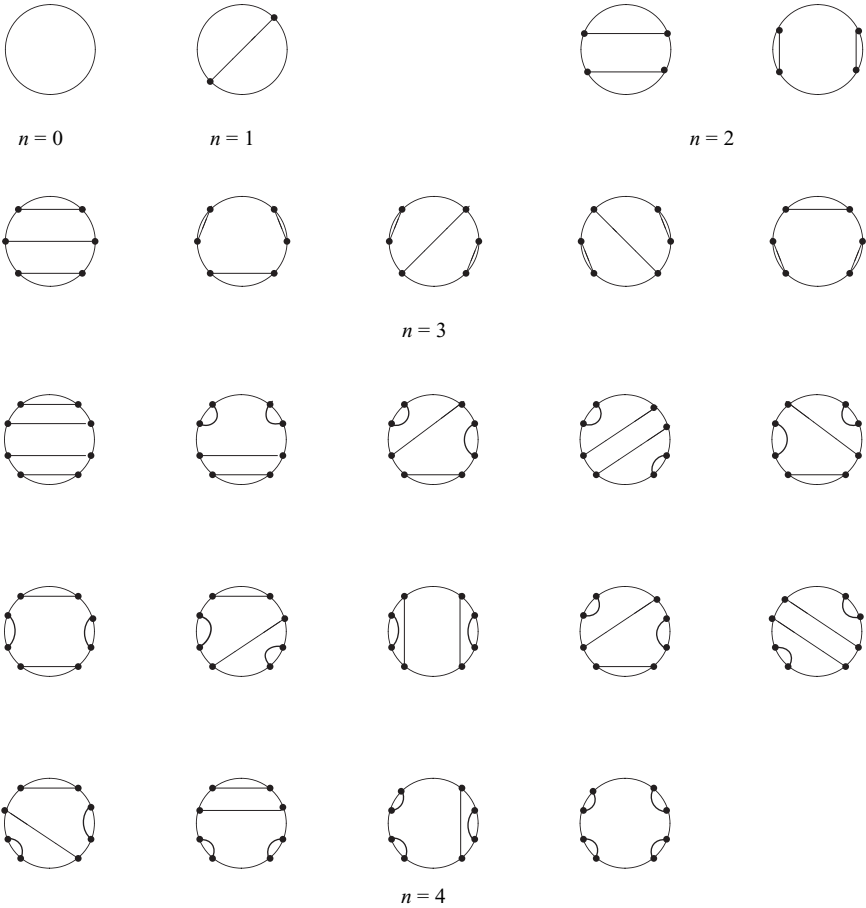 n = 0
n = 1
n = 2
n = 3
n = 4